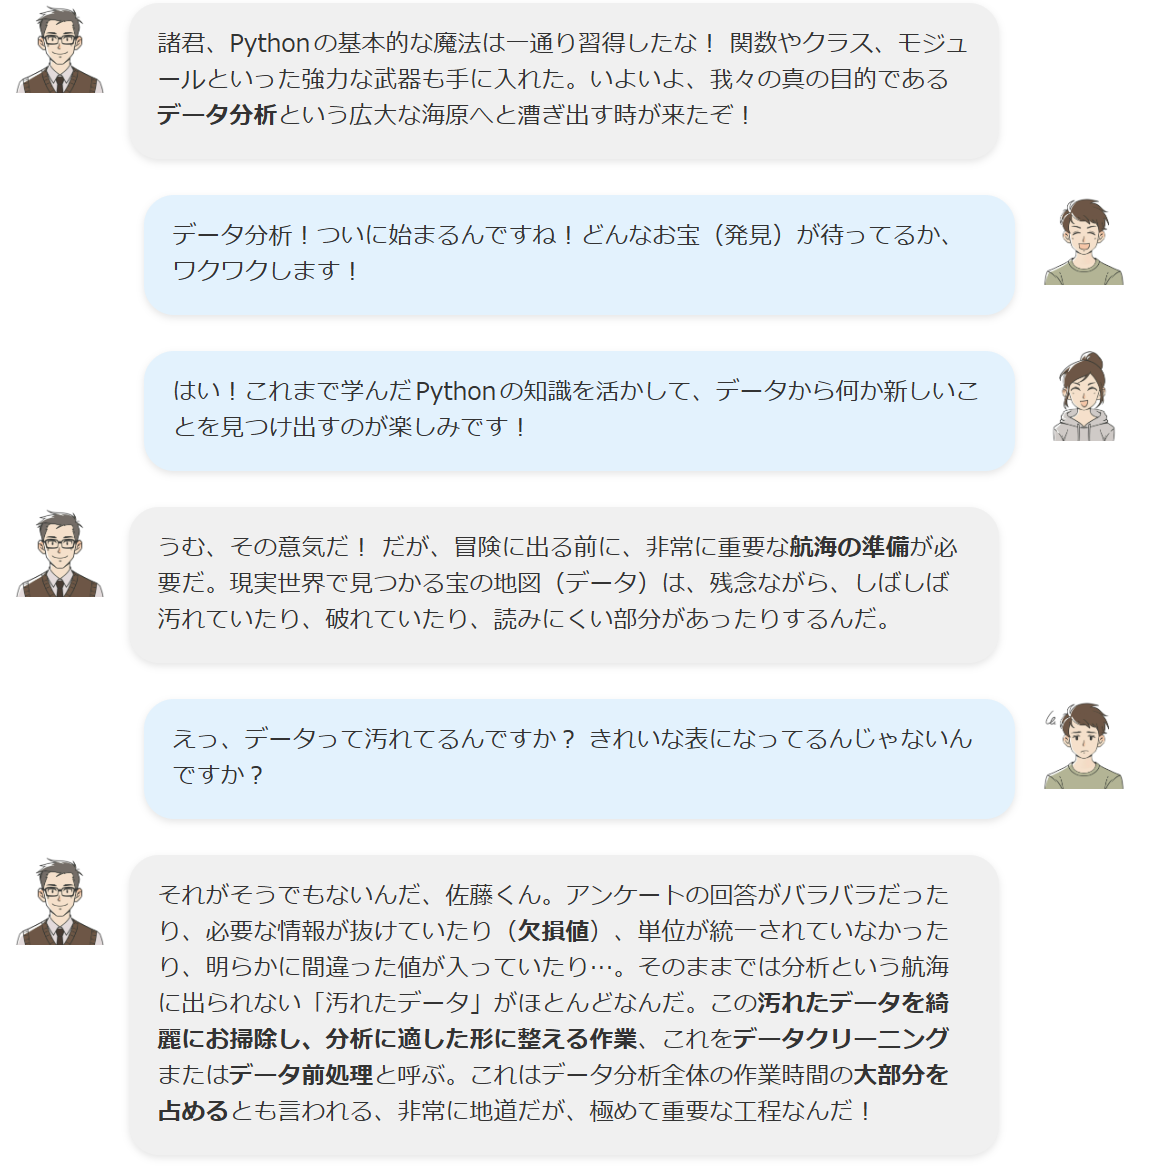 諸君、Pythonの基本的な魔法は一通り習得したな！ 関数やクラス、モジュ
ールといった強力な武器も手に入れた。いよいよ、我々の真の目的である
データ分析という広大な海原へと漕ぎ出す時が来たぞ！
データ分析！ついに始まるんですね！どんなお宝（発見）が待ってるか、
ワクワクします！
はい！これまで学んだPythonの知識を活かして、データから何か新しいこ
とを見つけ出すのが楽しみです！
うむ、その意気だ！ だが、冒険に出る前に、非常に重要な航海の準備が必
要だ。現実世界で見つかる宝の地図（データ）は、残念ながら、しばしば
汚れていたり、破れていたり、読みにくい部分があったりするんだ。
えっ、データって汚れてるんですか？ きれいな表になってるんじゃないん
ですか？
それがそうでもないんだ、佐藤くん。アンケートの回答がバラバラだった
り、必要な情報が抜けていたり（欠損値）、単位が統一されていなかった
り、明らかに間違った値が入っていたり…。そのままでは分析という航海
に出られない「汚れたデータ」がほとんどなんだ。この汚れたデータを綺
麗にお掃除し、分析に適した形に整える作業、これをデータクリーニング
またはデータ前処理と呼ぶ。これはデータ分析全体の作業時間の大部分を
占めるとも言われる、非常に地道だが、極めて重要な工程なんだ！